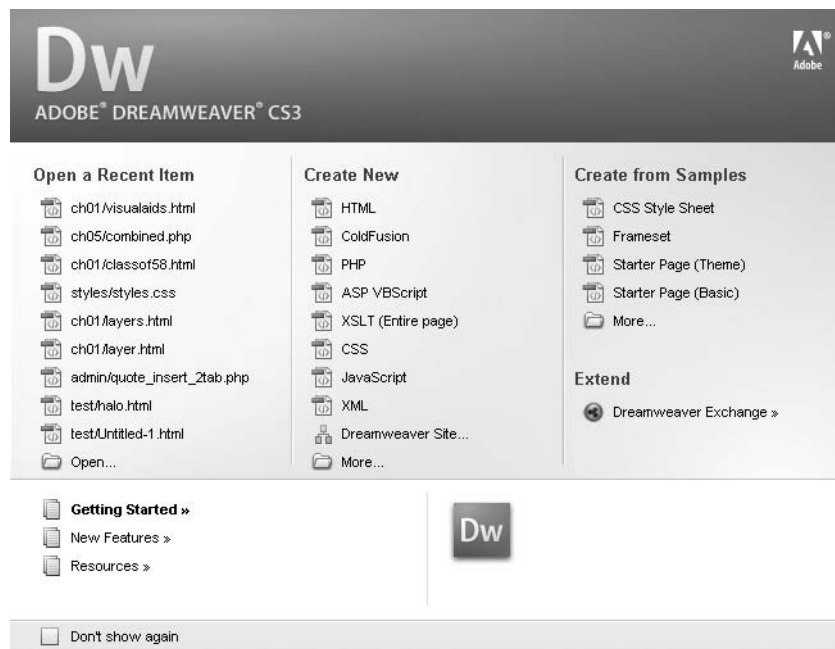 Dw
ADOBE® DREAMWEAVER® CS3
Adobe®
Open a Recent Item
ch01/visualaids.html
ch05/combined.php
ch01/classof58.html
styles/styles.css
ch01/layers.html
ch01/layer.html
admin/quote_insert_2tab.php
test/halo.html
test/Untitled-1.html
Open...
Create New
HTML
ColdFusion
PHP
ASP VBScript
XSLT (Entire page)
CSS
JavaScript
XML
Dreamweaver Site...
More...
Create from Samples
CSS Style Sheet
Frameset
Starter Page (Theme)
Starter Page (Basic)
More...
Extend
Dreamweaver Exchange »
Getting Started »
New Features »
Resources »
Dw
Don't show again